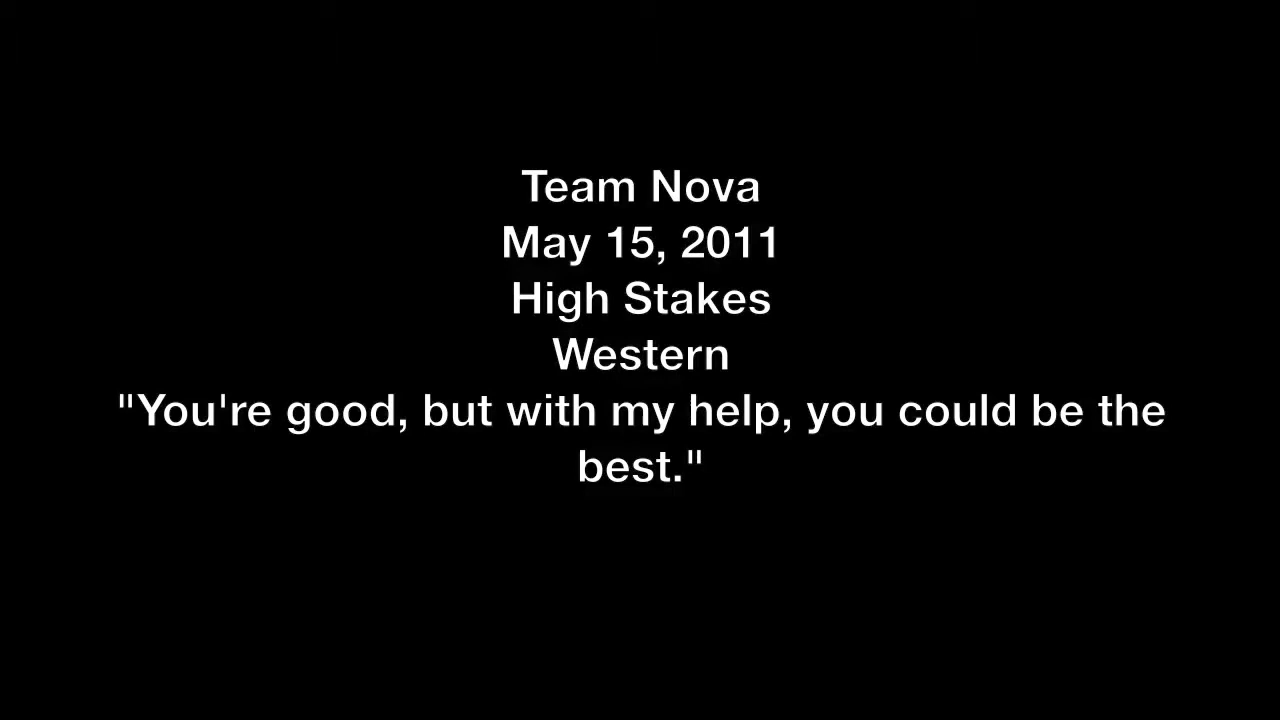 Team Nova
May 15, 2011
High Stakes
Western
"You're good, but with my help, you could be the
best."